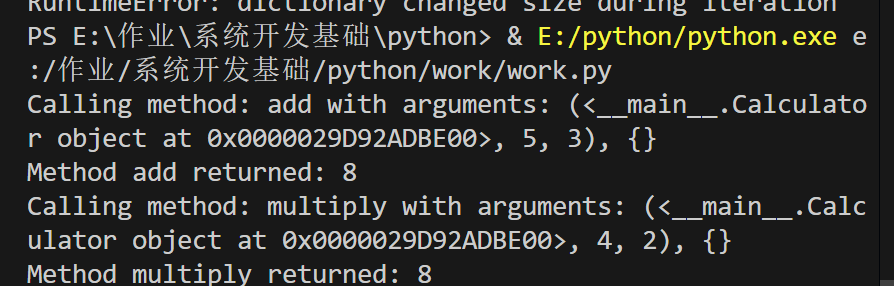 RuntimeError: dictionary changed size during iteration
PS E:\作业\系统开发基础\python> & E:/python/python.exe e
:/作业/系统开发基础/python/work/work.py
Calling method: add with arguments: (<__main__.Calculato
r object at 0x0000029D92ADBE00>, 5, 3), {}
Method add returned: 8
Calling method: multiply with arguments: (<__main__.Calc
ulator object at 0x0000029D92ADBE00>, 4, 2), {}
Method multiply returned: 8